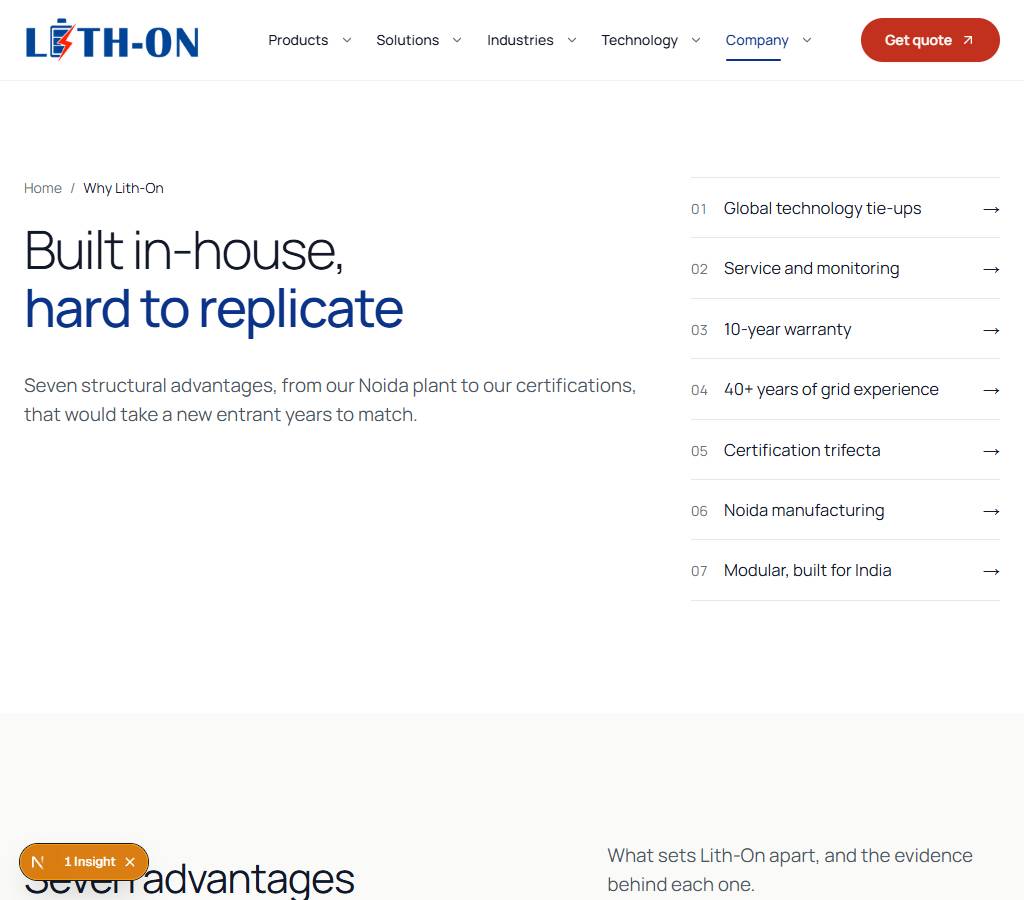 LITH-ON
Products
Solutions
Industries
Technology
Company
Get quote
Home / Why Lith-On
Built in-house,
hard to replicate
Seven structural advantages, from our Noida plant to our certifications,
that would take a new entrant years to match.
01 Global technology tie-ups →
02 Service and monitoring →
03 10-year warranty →
04 40+ years of grid experience →
05 Certification trifecta →
06 Noida manufacturing →
07 Modular, built for India →
Seven advantages
What sets Lith-On apart, and the evidence
behind each one.
N 1 Insight